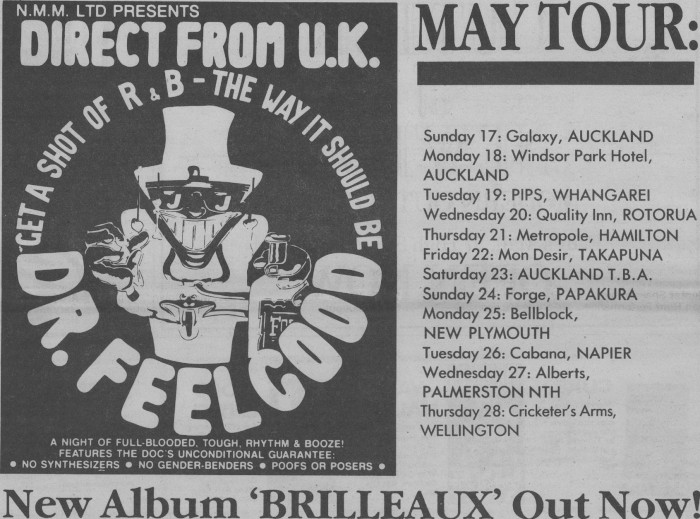 N.M.M. LTD PRESENTS
DIRECT FROM U.K.
GET A SHOT OF R & B - THE WAY IT SHOULD BE
DR. FEELGOOD
A NIGHT OF FULL-BLOODED, TOUGH, RHYTHM & BOOZE!
FEATURES THE DOC'S UNCONDITIONAL GUARANTEE:
● NO SYNTHESIZERS ● NO GENDER-BENDERS ● POOFS OR POSERS ●
MAY TOUR:
Sunday 17: Galaxy, AUCKLAND
Monday 18: Windsor Park Hotel,
AUCKLAND
Tuesday 19: PIPS, WHANGAREI
Wednesday 20: Quality Inn, ROTORUA
Thursday 21: Metropole, HAMILTON
Friday 22: Mon Desir, TAKAPUNA
Saturday 23: AUCKLAND T.B.A.
Sunday 24: Forge, PAPAKURA
Monday 25: Bellblock,
NEW PLYMOUTH
Tuesday 26: Cabana, NAPIER
Wednesday 27: Alberts,
PALMERSTON NTH
Thursday 28: Cricketer's Arms,
WELLINGTON
New Album 'BRILLEAUX' Out Now!